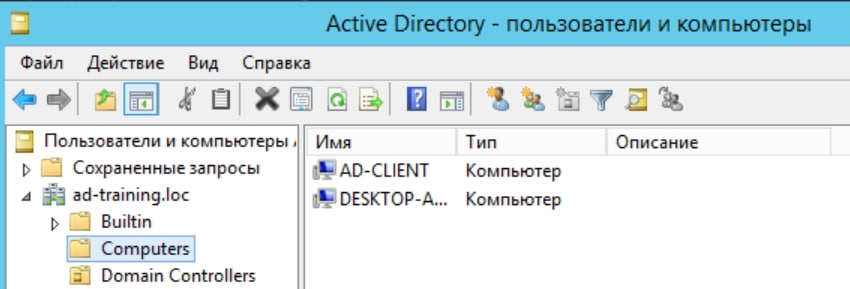 Active Directory - пользователи и компьютеры
Файл Действие Вид Справка
Пользователи и компьютеры
Сохраненные запросы
ad-training.loc
Builtin
Computers
Domain Controllers
Имя Тип Описание
AD-CLIENT Компьютер
DESKTOP-A... Компьютер